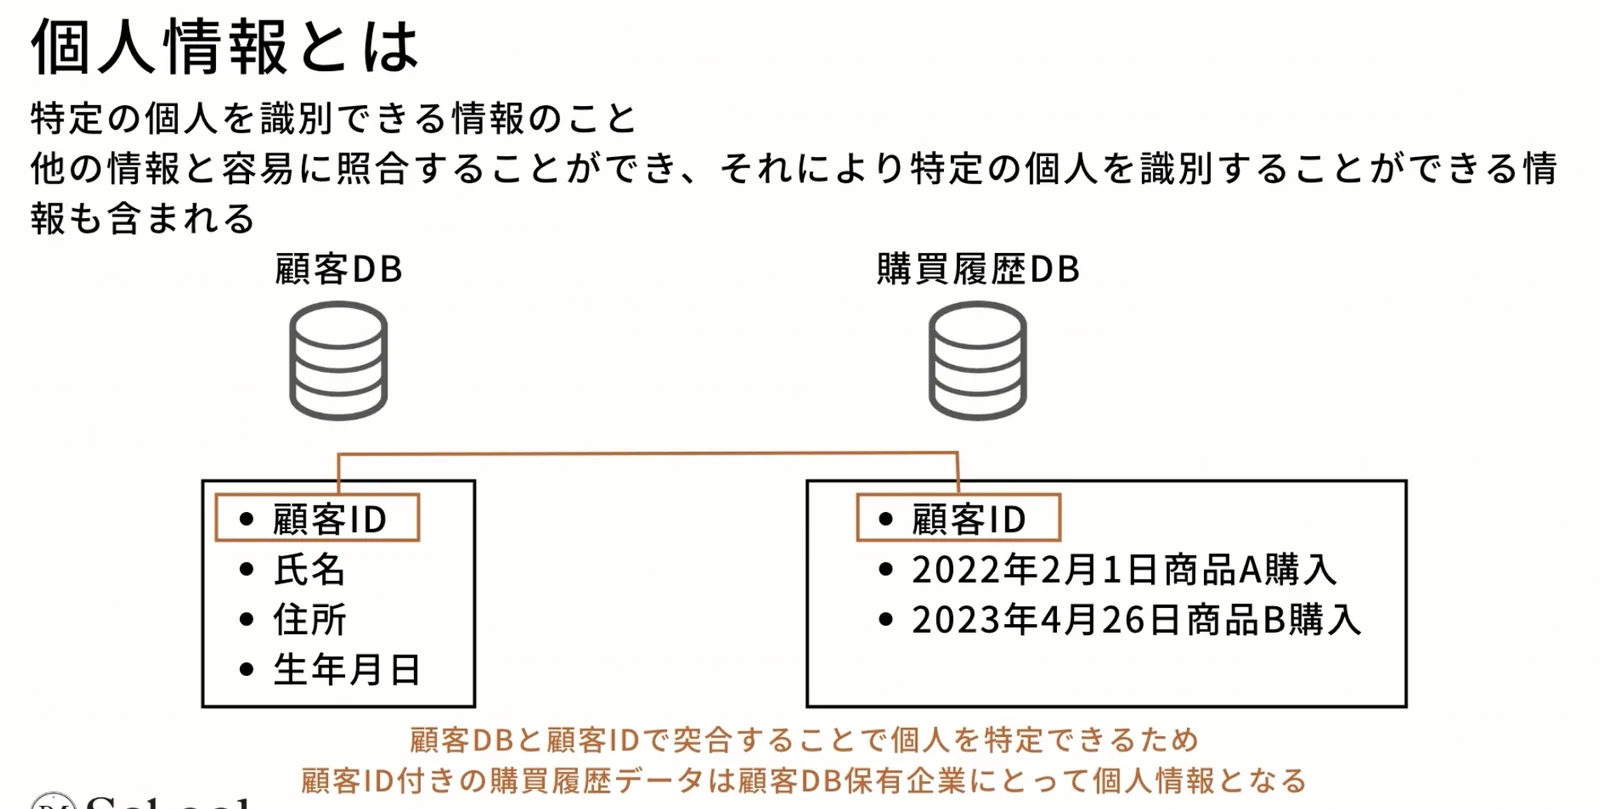 個人情報とは
特定の個人を識別できる情報のこと
他の情報と容易に照合することができ、それにより特定の個人を識別することができる情
報も含まれる
顧客DB
購買履歴DB
• 顧客ID
• 氏名
• 住所
• 生年月日
• 顧客ID
• 2022年2月1日商品A購入
• 2023年4月26日商品B購入
顧客DBと顧客IDで突合することで個人を特定できるため
顧客ID付きの購買履歴データは顧客DB保有企業にとって個人情報となる
School